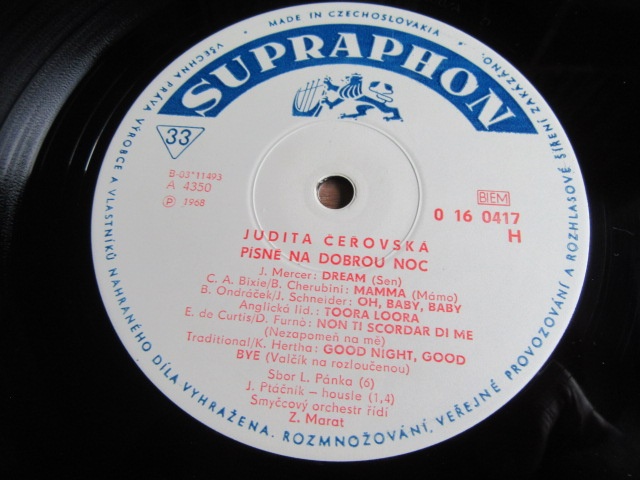 MADE IN CZECHOSLOVAKIA
SUPRAPHON
VŠECHNA PRÁVA VÝROBCE A VLASTNÍKŮ NAHRANÉHO DÍLA VYHRAŽENA. ROZMNOŽOVÁNÍ, VEŘEJNÉ PROVOZOVÁNÍ A ROZHLASOVÉ ŠÍŘENÍ ZAKÁZÁNO.
33
B-03*11493
A 4350
Ⓟ 1968
BIEM
0 16 0417
H
JUDITA ČEŘOVSKÁ
PÍSNĚ NA DOBROU NOC
J. Mercer: DREAM (Sen)
C. A. Bixie/B. Cherubini: MAMMA (Mámo)
B. Ondráček/J. Schneider: OH, BABY, BABY
Anglická lid.: TOORA LOORA
E. de Curtis/D. Furnò: NON TI SCORDAR DI ME
(Nezapomeň na mě)
Traditional/K. Hertha: GOOD NIGHT, GOOD
BYE (Valčík na rozloučenou)
Sbor L. Pánka (6)
J. Ptáčník – housle (1,4)
Smyčcový orchestr řídí
Z. Marat